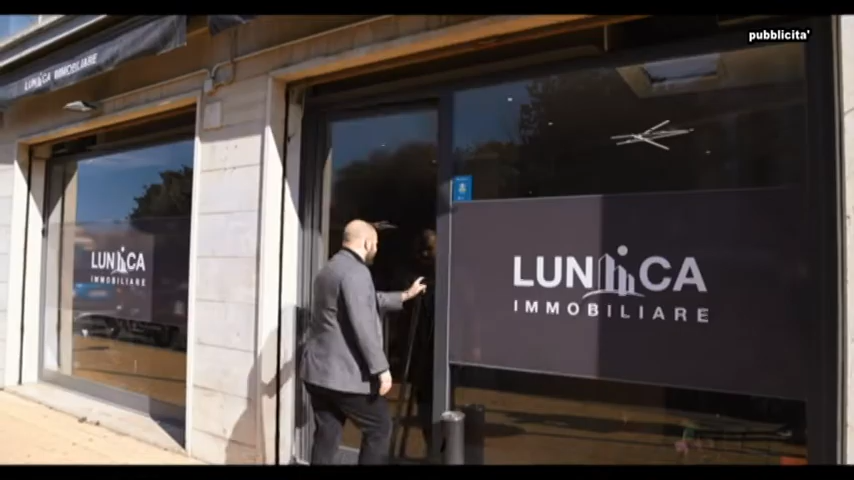 pubblicita'
LUNICA IMMOBILIARE
LUNICA
IMMOBILIARE
LUNICA
IMMOBILIARE